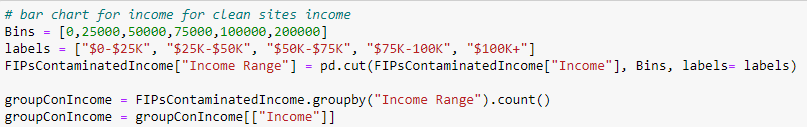 # bar chart for income for clean sites income
Bins = [0,25000,50000,75000,100000,200000]
labels = ["$0-$25K", "$25K-$50K", "$50K-$75K", "$75K-100K", "$100K+"]
FIPsContaminatedIncome["Income Range"] = pd.cut(FIPsContaminatedIncome["Income"], Bins, labels= labels)
groupConIncome = FIPsContaminatedIncome.groupby("Income Range").count()
groupConIncome = groupConIncome[["Income"]]